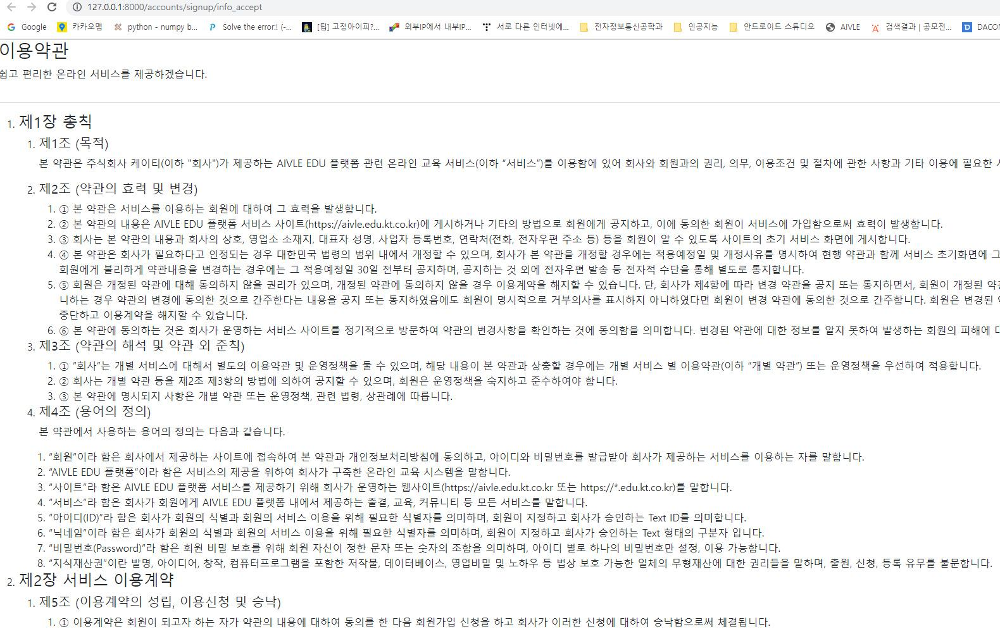 127.0.0.1:8000/accounts/signup/info_accept
Google 카카오맵 python - numpy b... Solve the error:! (-... [팁] 고정아이피?... 외부IP에서 내부IP... 서로 다른 인터넷에... 전자정보통신공학과 인공지능 안드로이드 스튜디오 AIVLE 검색결과 | 공모전... DACON
이용약관
쉽고 편리한 온라인 서비스를 제공하겠습니다.
1. 제1장 총칙
1. 제1조 (목적)
본 약관은 주식회사 케이티(이하 "회사")가 제공하는 AIVLE EDU 플랫폼 관련 온라인 교육 서비스(이하 “서비스”)를 이용함에 있어 회사와 회원과의 권리, 의무, 이용조건 및 절차에 관한 사항과 기타 이용에 필요한
2. 제2조 (약관의 효력 및 변경)
1. ① 본 약관은 서비스를 이용하는 회원에 대하여 그 효력을 발생합니다.
2. ② 본 약관의 내용은 AIVLE EDU 플랫폼 서비스 사이트(https://aivle.edu.kt.co.kr)에 게시하거나 기타의 방법으로 회원에게 공지하고, 이에 동의한 회원이 서비스에 가입함으로써 효력이 발생합니다.
3. ③ 회사는 본 약관의 내용과 회사의 상호, 영업소 소재지, 대표자 성명, 사업자 등록번호, 연락처(전화, 전자우편 주소 등) 등을 회원이 알 수 있도록 사이트의 초기 서비스 화면에 게시합니다.
4. ④ 본 약관은 회사가 필요하다고 인정되는 경우 대한민국 법령의 범위 내에서 개정할 수 있으며, 회사가 본 약관을 개정할 경우에는 적용예정일 및 개정사유를 명시하여 현행 약관과 함께 서비스 초기화면에 그
회원에게 불리하게 약관내용을 변경하는 경우에는 그 적용예정일 30일 전부터 공지하며, 공지하는 것 외에 전자우편 발송 등 전자적 수단을 통해 별도로 통지합니다.
5. ⑤ 회원은 개정된 약관에 대해 동의하지 않을 권리가 있으며, 개정된 약관에 동의하지 않을 경우 이용계약을 해지할 수 있습니다. 단, 회사가 제4항에 따라 변경 약관을 공지 또는 통지하면서, 회원이 개정된 약관
니하는 경우 약관의 변경에 동의한 것으로 간주한다는 내용을 공지 또는 통지하였음에도 회원이 명시적으로 거부의사를 표시하지 아니하였다면 회원이 변경 약관에 동의한 것으로 간주합니다. 회원은 변경된
중단하고 이용계약을 해지할 수 있습니다.
6. ⑥ 본 약관에 동의하는 것은 회사가 운영하는 서비스 사이트를 정기적으로 방문하여 약관의 변경사항을 확인하는 것에 동의함을 의미합니다. 변경된 약관에 대한 정보를 알지 못하여 발생하는 회원의 피해에
3. 제3조 (약관의 해석 및 약관 외 준칙)
1. ① “회사”는 개별 서비스에 대해서 별도의 이용약관 및 운영정책을 둘 수 있으며, 해당 내용이 본 약관과 상충할 경우에는 개별 서비스 별 이용약관(이하 “개별 약관”) 또는 운영정책을 우선하여 적용합니다.
2. ② 회사는 개별 약관 등을 제2조 제3항의 방법에 의하여 공지할 수 있으며, 회원은 운영정책을 숙지하고 준수하여야 합니다.
3. ③ 본 약관에 명시되지 사항은 개별 약관 또는 운영정책, 관련 법령, 상관례에 따릅니다.
4. 제4조 (용어의 정의)
본 약관에서 사용하는 용어의 정의는 다음과 같습니다.
1. “회원”이라 함은 회사에서 제공하는 사이트에 접속하여 본 약관과 개인정보처리방침에 동의하고, 아이디와 비밀번호를 발급받아 회사가 제공하는 서비스를 이용하는 자를 말합니다.
2. “AIVLE EDU 플랫폼”이라 함은 서비스의 제공을 위하여 회사가 구축한 온라인 교육 시스템을 말합니다.
3. “사이트”라 함은 AIVLE EDU 플랫폼 서비스를 제공하기 위해 회사가 운영하는 웹사이트(https://aivle.edu.kt.co.kr 또는 https://*.edu.kt.co.kr)를 말합니다.
4. “서비스”라 함은 회사가 회원에게 AIVLE EDU 플랫폼 내에서 제공하는 출결, 교육, 커뮤니티 등 모든 서비스를 말합니다.
5. “아이디(ID)”라 함은 회사가 회원의 식별과 회원의 서비스 이용을 위해 필요한 식별자를 의미하며, 회원이 지정하고 회사가 승인하는 Text ID를 의미합니다.
6. “닉네임”이라 함은 회사가 회원의 식별과 회원의 서비스 이용을 위해 필요한 식별자를 의미하며, 회원이 지정하고 회사가 승인하는 Text 형태의 구분자 입니다.
7. “비밀번호(Password)”라 함은 회원 비밀 보호를 위해 회원 자신이 정한 문자 또는 숫자의 조합을 의미하며, 아이디 별로 하나의 비밀번호만 설정, 이용 가능합니다.
8. “지식재산권”이란 발명, 아이디어, 창작, 컴퓨터프로그램을 포함한 저작물, 데이터베이스, 영업비밀 및 노하우 등 법상 보호 가능한 일체의 무형재산에 대한 권리들을 말하며, 출원, 신청, 등록 유무를 불문합니다.
2. 제2장 서비스 이용계약
1. 제5조 (이용계약의 성립, 이용신청 및 승낙)
1. ① 이용계약은 회원이 되고자 하는 자가 약관의 내용에 대하여 동의를 한 다음 회원가입 신청을 하고 회사가 이러한 신청에 대하여 승낙함으로써 체결됩니다.